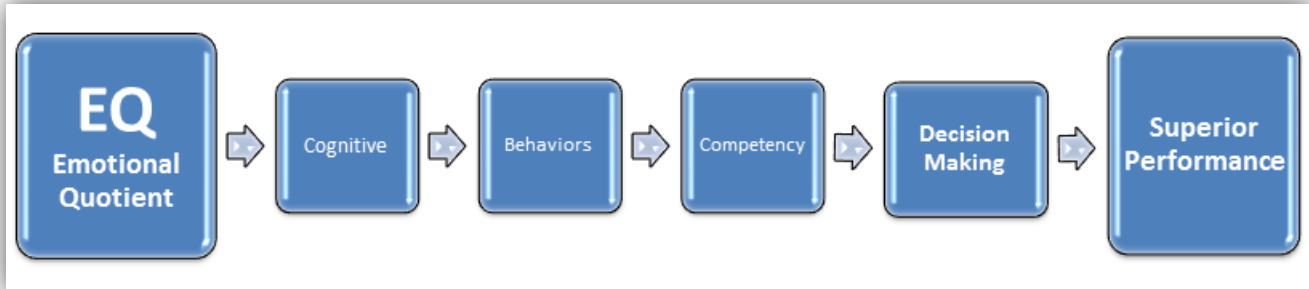 EQ
Emotional
Quotient
Cognitive
Behaviors
Competency
Decision
Making
Superior
Performance